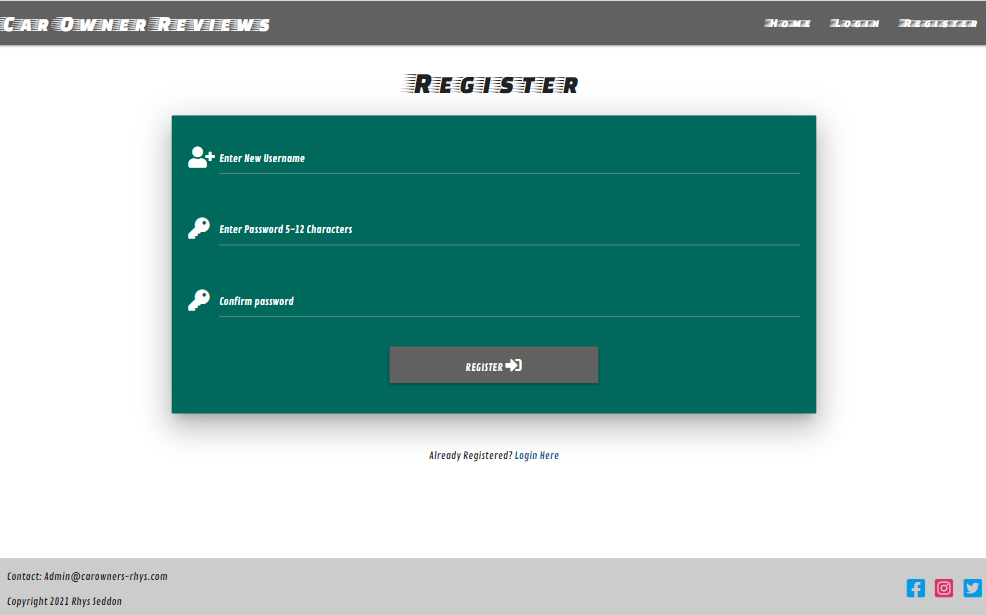 Car Owner Reviews
Home Login Register
Register
Enter New Username
Enter Password 5-12 Characters
Confirm password
REGISTER
Already Registered? Login Here
Contact: Admin@carowners-rhys.com
Copyright 2021 Rhys Seddon